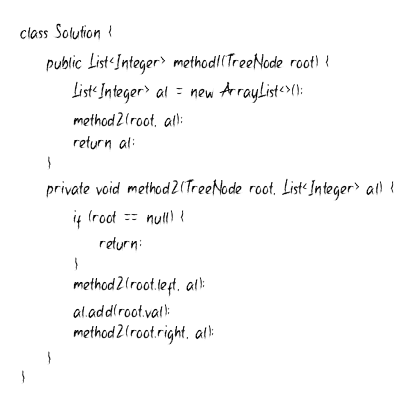 class Solution {
public List<Integer> method1(TreeNode root) {
List<Integer> al = new ArrayList<>();
method2(root, al);
return al;
}
private void method2(TreeNode root, List<Integer> al) {
if (root == null) {
return;
}
method2(root.left, al);
al.add(root.val);
method2(root.right, al);
}
}